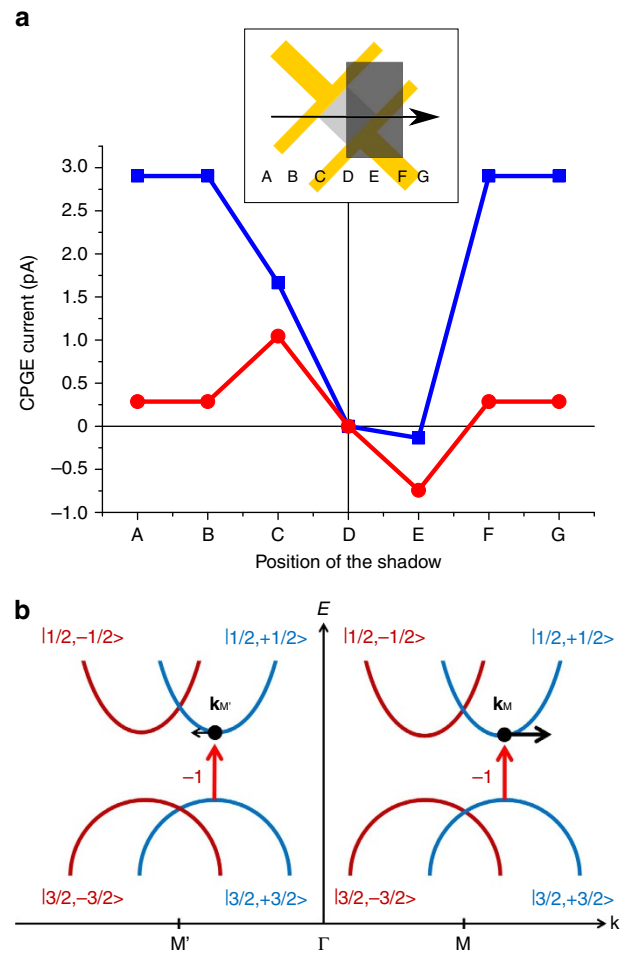 a
A B C D E F G
3.0
2.5
2.0
1.5
1.0
0.5
0
−0.5
−1.0
CPGE current (pA)
A B C D E F G
Position of the shadow
b
E
|1/2,−1/2> |1/2,+1/2> |1/2,−1/2> |1/2,+1/2>
kM' kM
−1 −1
|3/2,−3/2> |3/2,+3/2> |3/2,−3/2> |3/2,+3/2>
k
M' Γ M